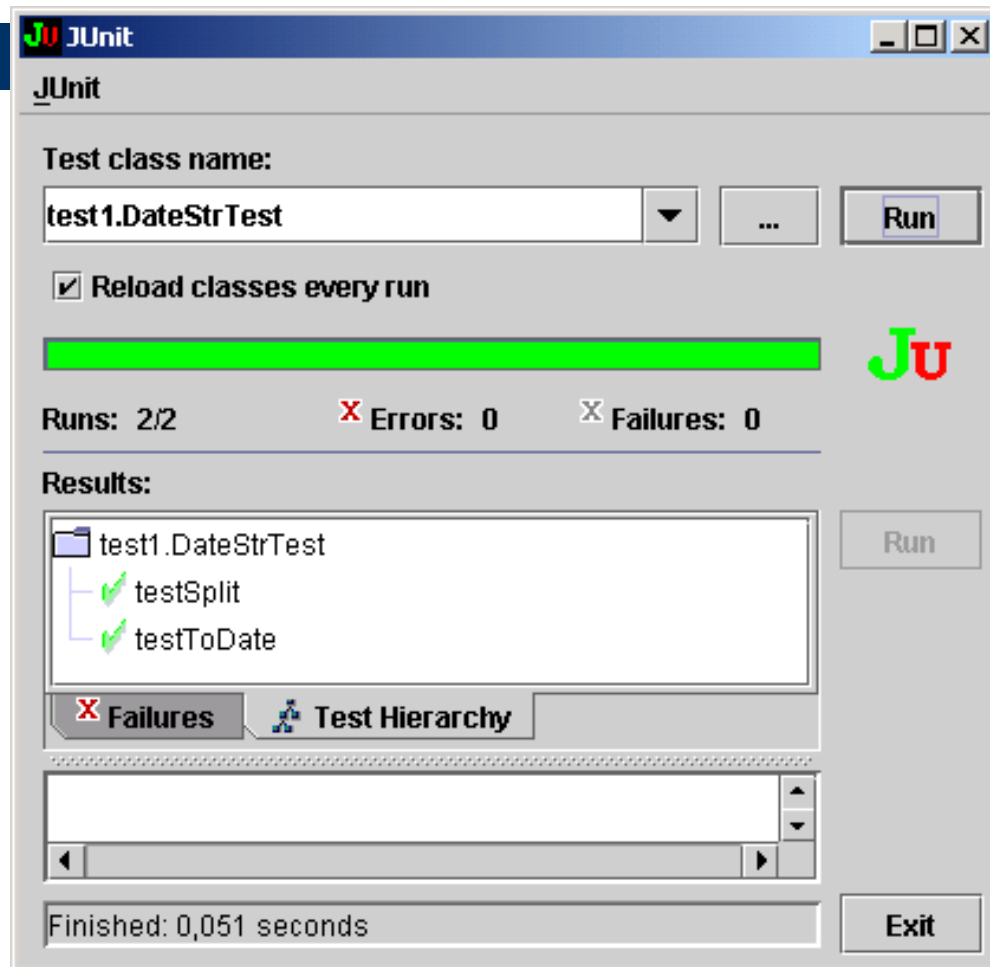 JU JUnit
JUnit
Test class name:
test1.DateStrTest
...
Run
Reload classes every run
JU
Runs: 2/2
X Errors: 0
X Failures: 0
Results:
test1.DateStrTest
Run
testSplit
testToDate
X Failures
Test Hierarchy
Finished: 0,051 seconds
Exit